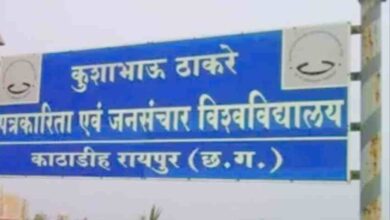 कुशाभाऊ ठाकरे
पत्रकारिता एवं जनसंचार विश्वविद्यालय
काठाडीह रायपुर (छ.ग.)